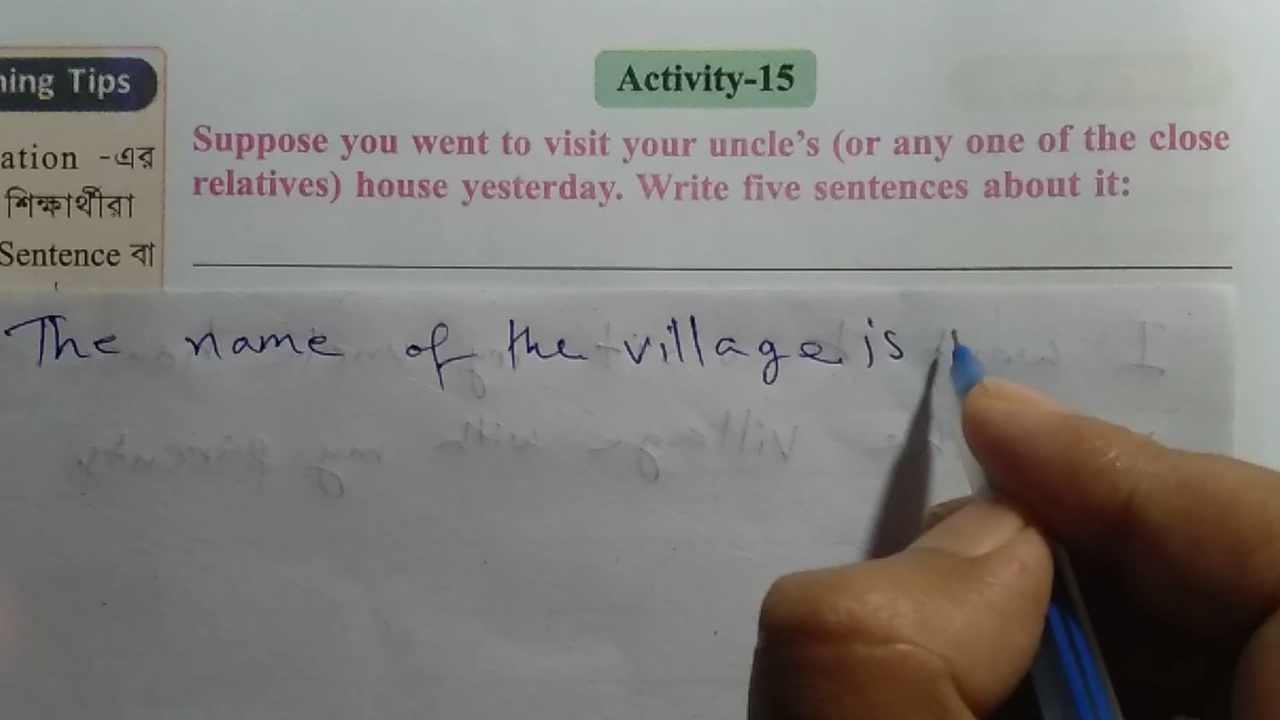 ning Tips
Activity-15
Suppose you went to visit your uncle's (or any one of the close
relatives) house yesterday. Write five sentences about it:
ation -এর
শিক্ষার্থীরা
Sentence বা
The name of the village is